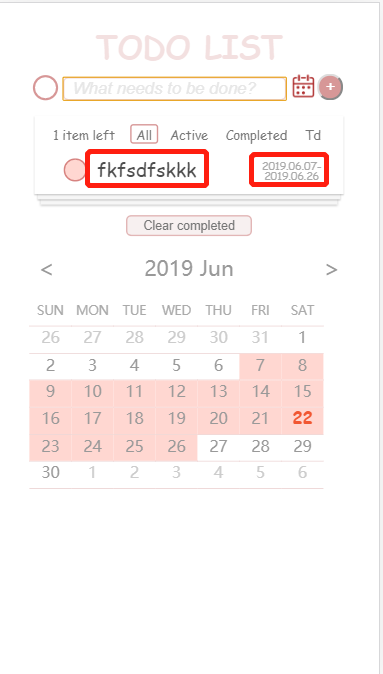 TODO LIST
What needs to be done?
+
1 item left All Active Completed Td
fkfsdfskkk 2019.06.07-
2019.06.26
Clear completed
< 2019 Jun >
SUN MON TUE WED THU FRI SAT
26 27 28 29 30 31 1
2 3 4 5 6 7 8
9 10 11 12 13 14 15
16 17 18 19 20 21 22
23 24 25 26 27 28 29
30 1 2 3 4 5 6